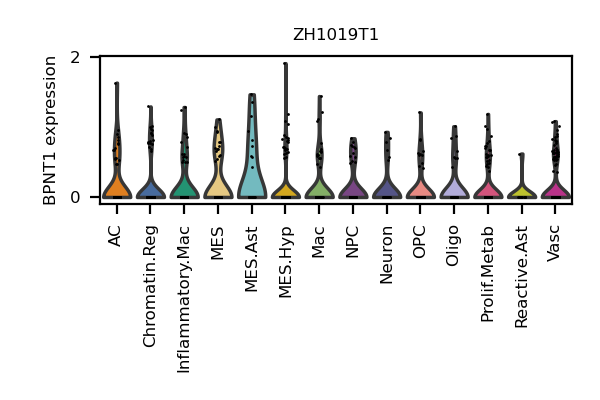 ZH1019T1
BPNT1 expression
2
0
AC
Chromatin.Reg
Inflammatory.Mac
MES
MES.Ast
MES.Hyp
Mac
NPC
Neuron
OPC
Oligo
Prolif.Metab
Reactive.Ast
Vasc